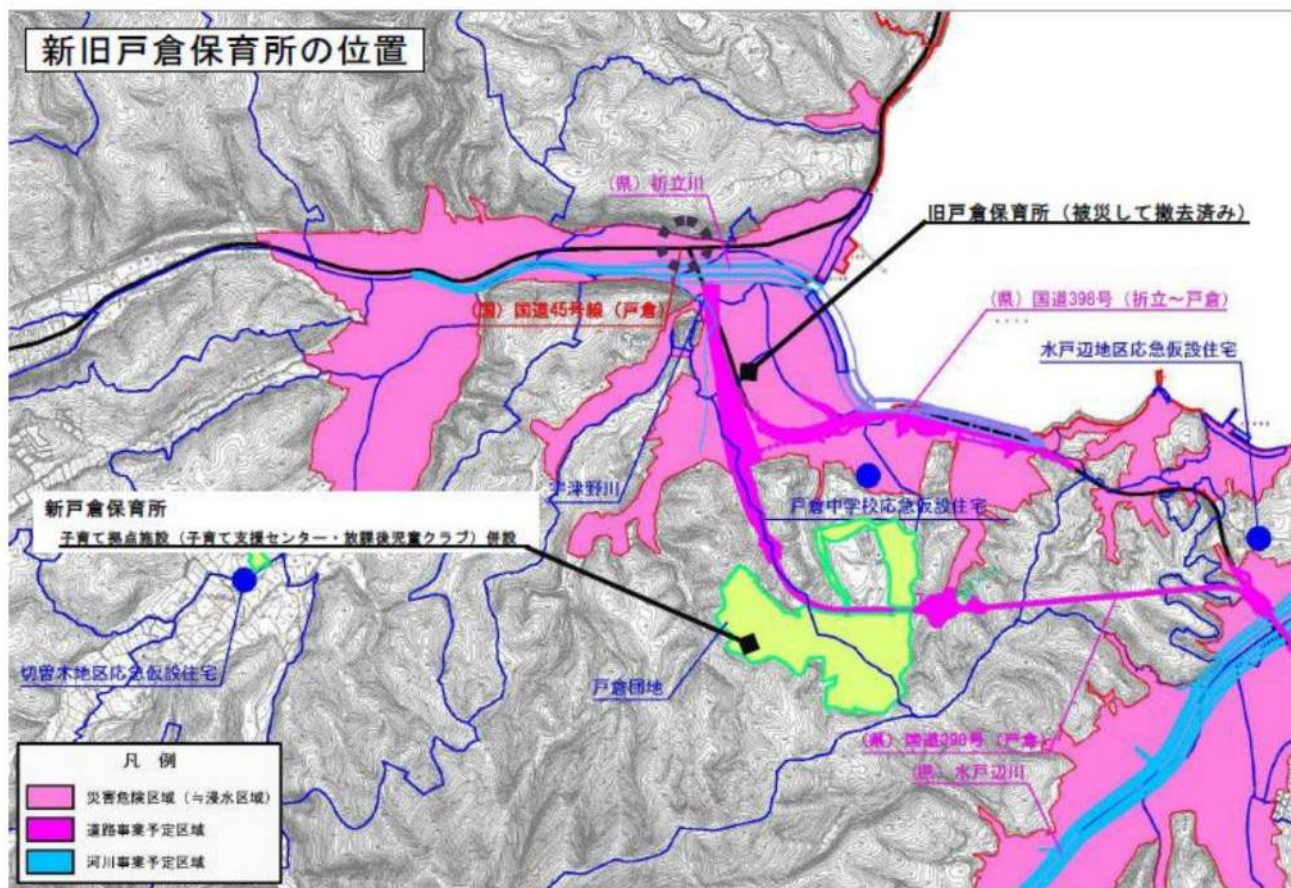 新旧戸倉保育所の位置
(県)折立川
旧戸倉保育所(被災して撤去済み)
(国)国道45号線(戸倉)
(県)国道398号(折立~戸倉)
水戸辺地区応急仮設住宅
宇津野川
戸倉中学校応急仮設住宅
新戸倉保育所
子育て拠点施設(子育て支援センター・放課後児童クラブ)併設
切曽木地区応急仮設住宅
戸倉団地
(県)国道398号(戸倉)
(県)水戸辺川
凡 例
災害危険区域(≒浸水区域)
道路事業予定区域
河川事業予定区域